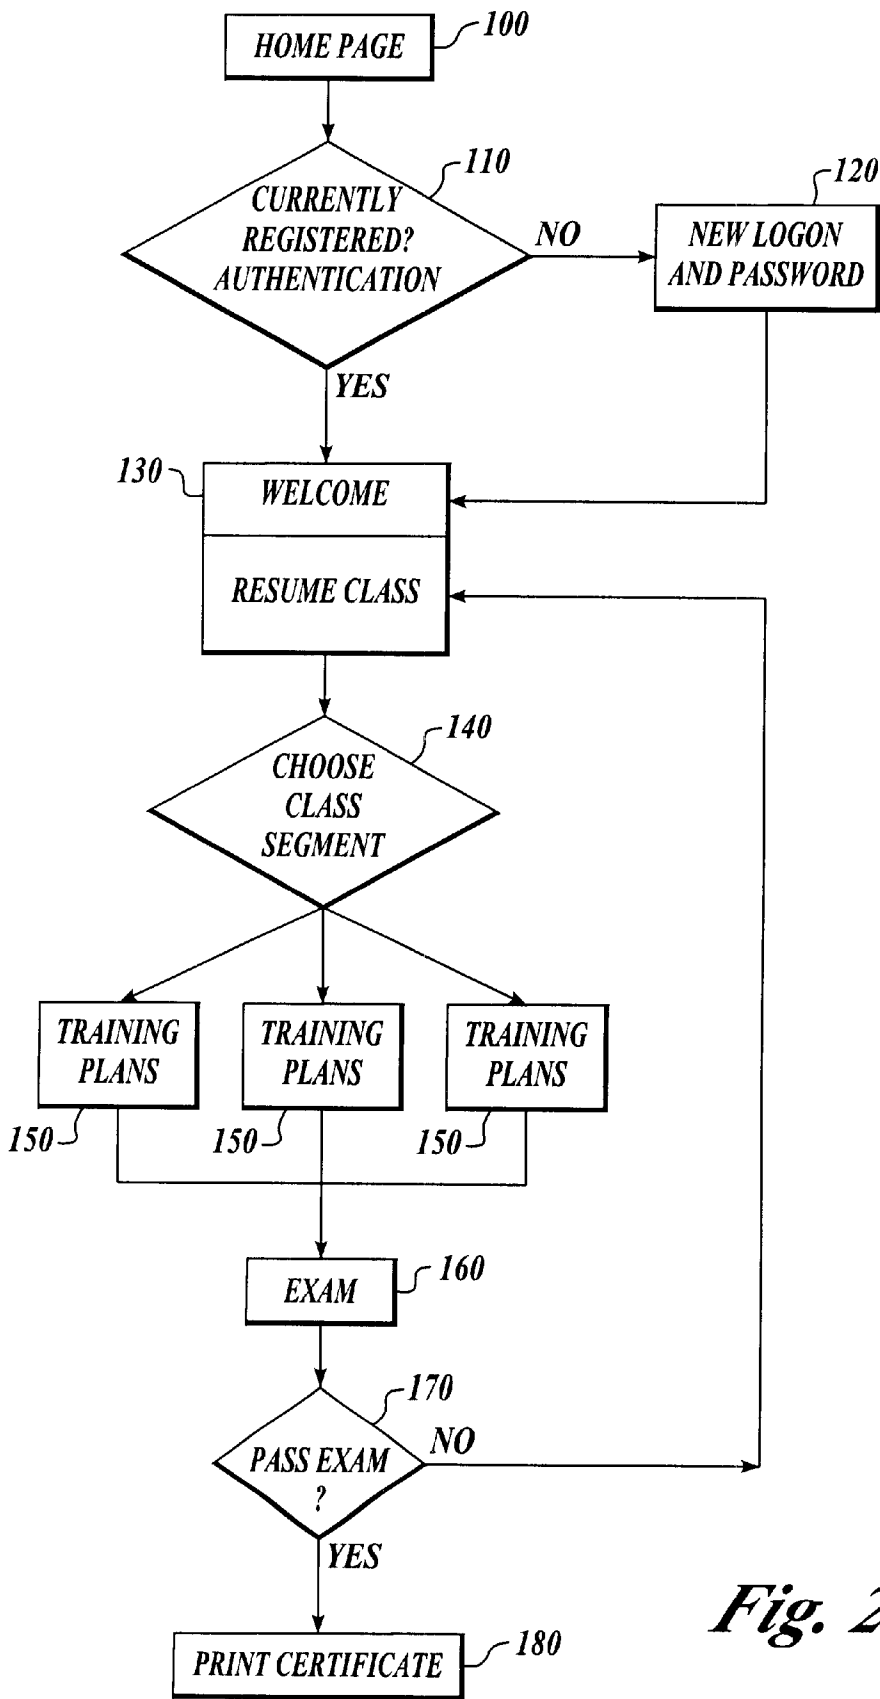 HOME PAGE
100
CURRENTLY
REGISTERED?
AUTHENTICATION
110
NO
120
NEW LOGON
AND PASSWORD
YES
130
WELCOME
RESUME CLASS
140
CHOOSE
CLASS
SEGMENT
TRAINING
PLANS
150
TRAINING
PLANS
150
TRAINING
PLANS
150
EXAM
160
170
PASS EXAM
?
NO
YES
PRINT CERTIFICATE
180
Fig. 2